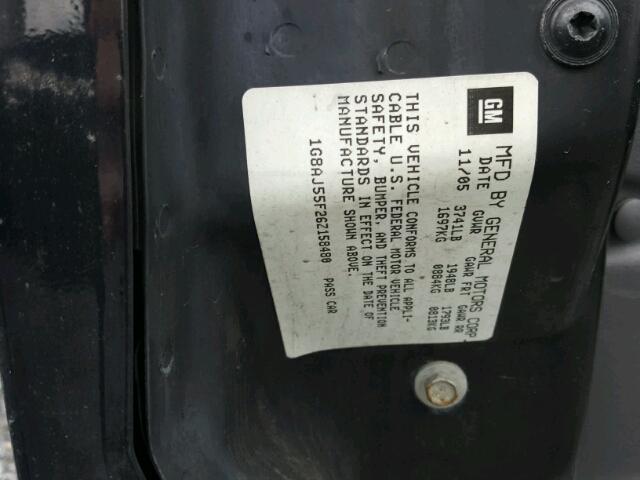 GM
MFD BY GENERAL MOTORS CORP
DATE GVWR GAWR FRT GAWR RR
11/05 3741LB 1948LB 1793LB
1697KG 0884KG 0813KG
THIS VEHICLE CONFORMS TO ALL APPLI-
CABLE U.S. FEDERAL MOTOR VEHICLE
SAFETY, BUMPER, AND THEFT PREVENTION
STANDARDS IN EFFECT ON THE DATE OF
MANUFACTURE SHOWN ABOVE.
1G8AJ55F26Z158480 PASS CAR